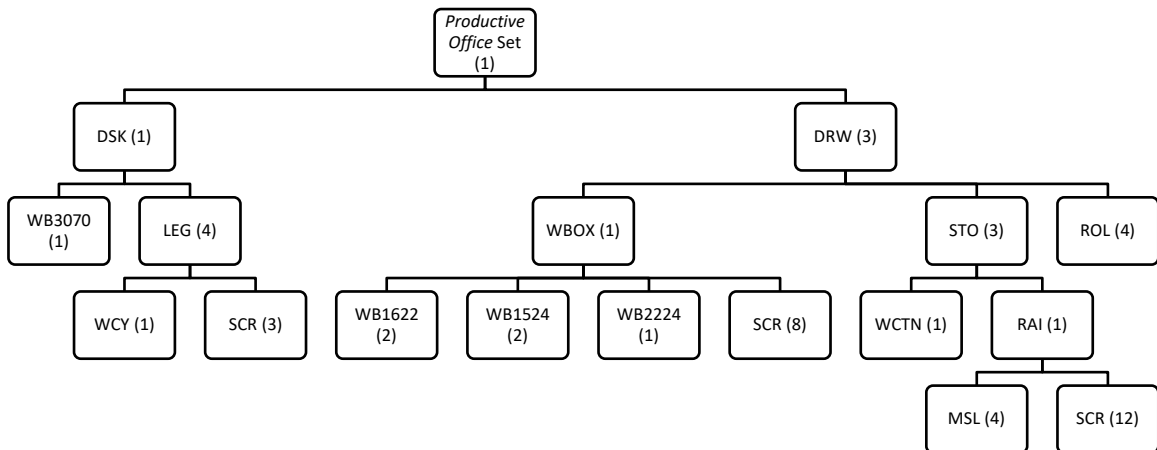 Productive
Office Set
(1)
DSK (1)
DRW (3)
WB3070
(1)
LEG (4)
WBOX (1)
STO (3)
ROL (4)
WCY (1)
SCR (3)
WB1622
(2)
WB1524
(2)
WB2224
(1)
SCR (8)
WCTN (1)
RAI (1)
MSL (4)
SCR (12)